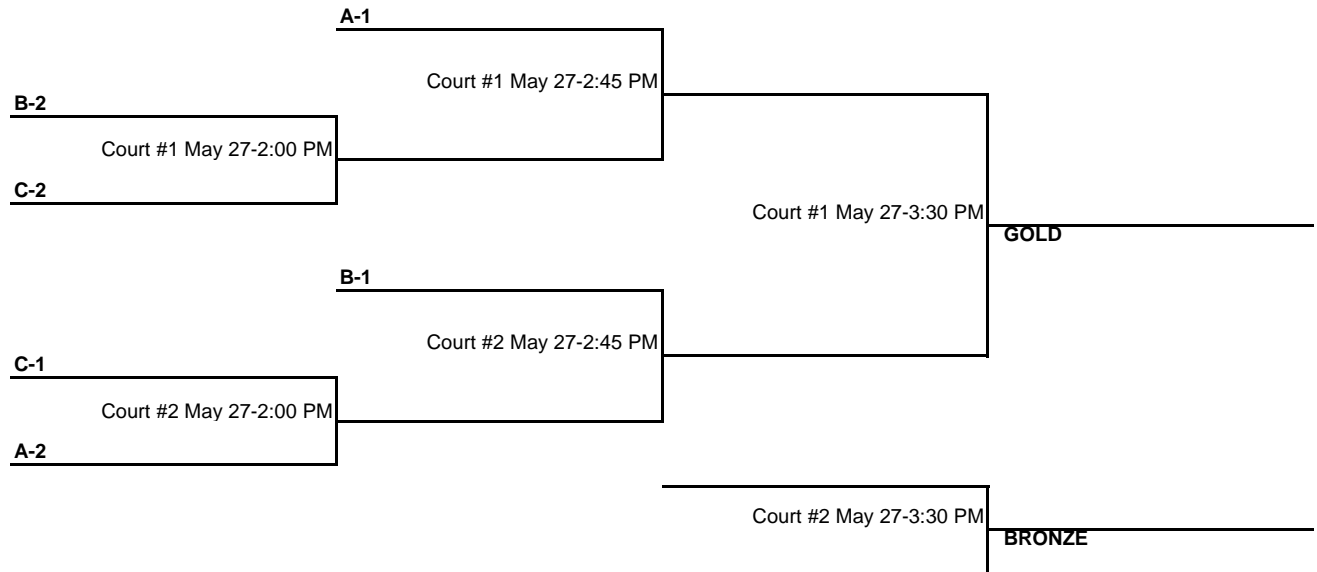 A-1
Court #1 May 27-2:45 PM
B-2
Court #1 May 27-2:00 PM
C-2
Court #1 May 27-3:30 PM
GOLD
B-1
Court #2 May 27-2:45 PM
C-1
Court #2 May 27-2:00 PM
A-2
Court #2 May 27-3:30 PM
BRONZE